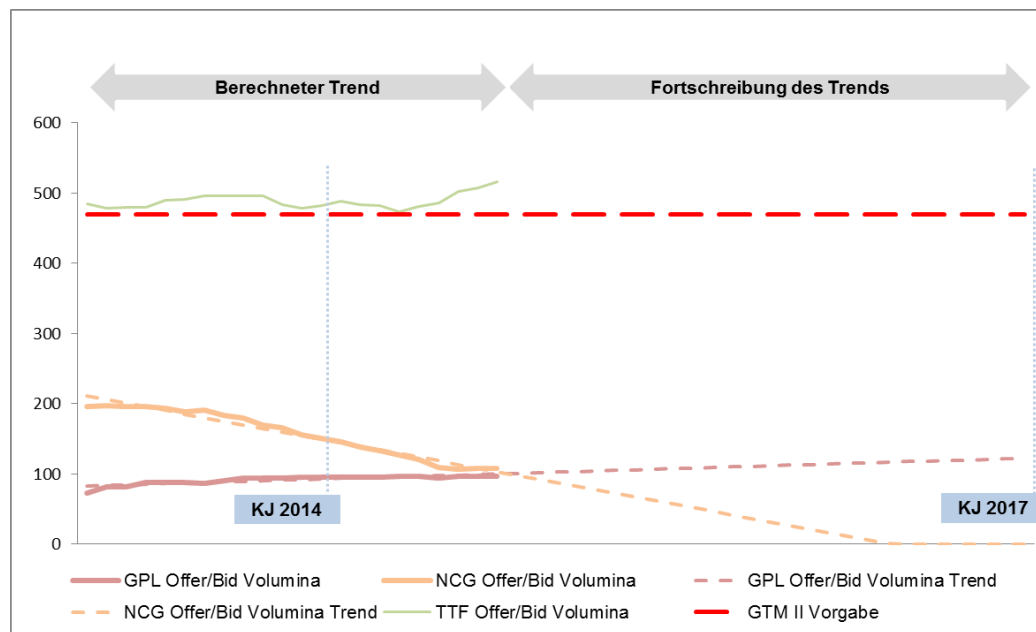 Berechneter Trend
Fortschreibung des Trends
600
500
400
300
200
100
0
KJ 2014
KJ 2017
GPL Offer/Bid Volumina
NCG Offer/Bid Volumina
GPL Offer/Bid Volumina Trend
NCG Offer/Bid Volumina Trend
TTF Offer/Bid Volumina
GTM II Vorgabe